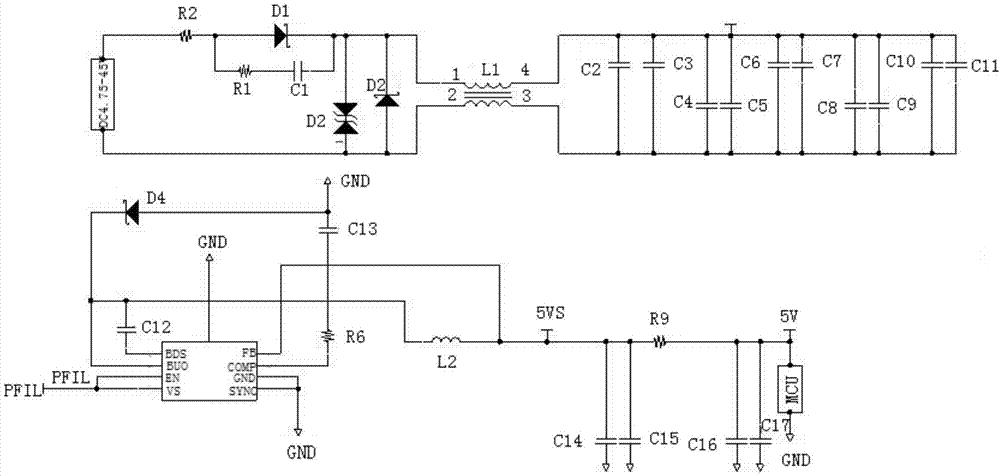 R2
D1
R1
C1
DC4.75-45V
D2
D2
1
1
L1
4
2
3
C2
C3
C4
C5
C6
C7
C8
C9
C10
C11
D4
GND
C13
GND
C12
R6
BDS
BUO
EN
VS
FB
COMP
GND
SYNC
PFIL
PFIL
GND
L2
5VS
R9
5V
MCU
C14
C15
C16
C17
GND